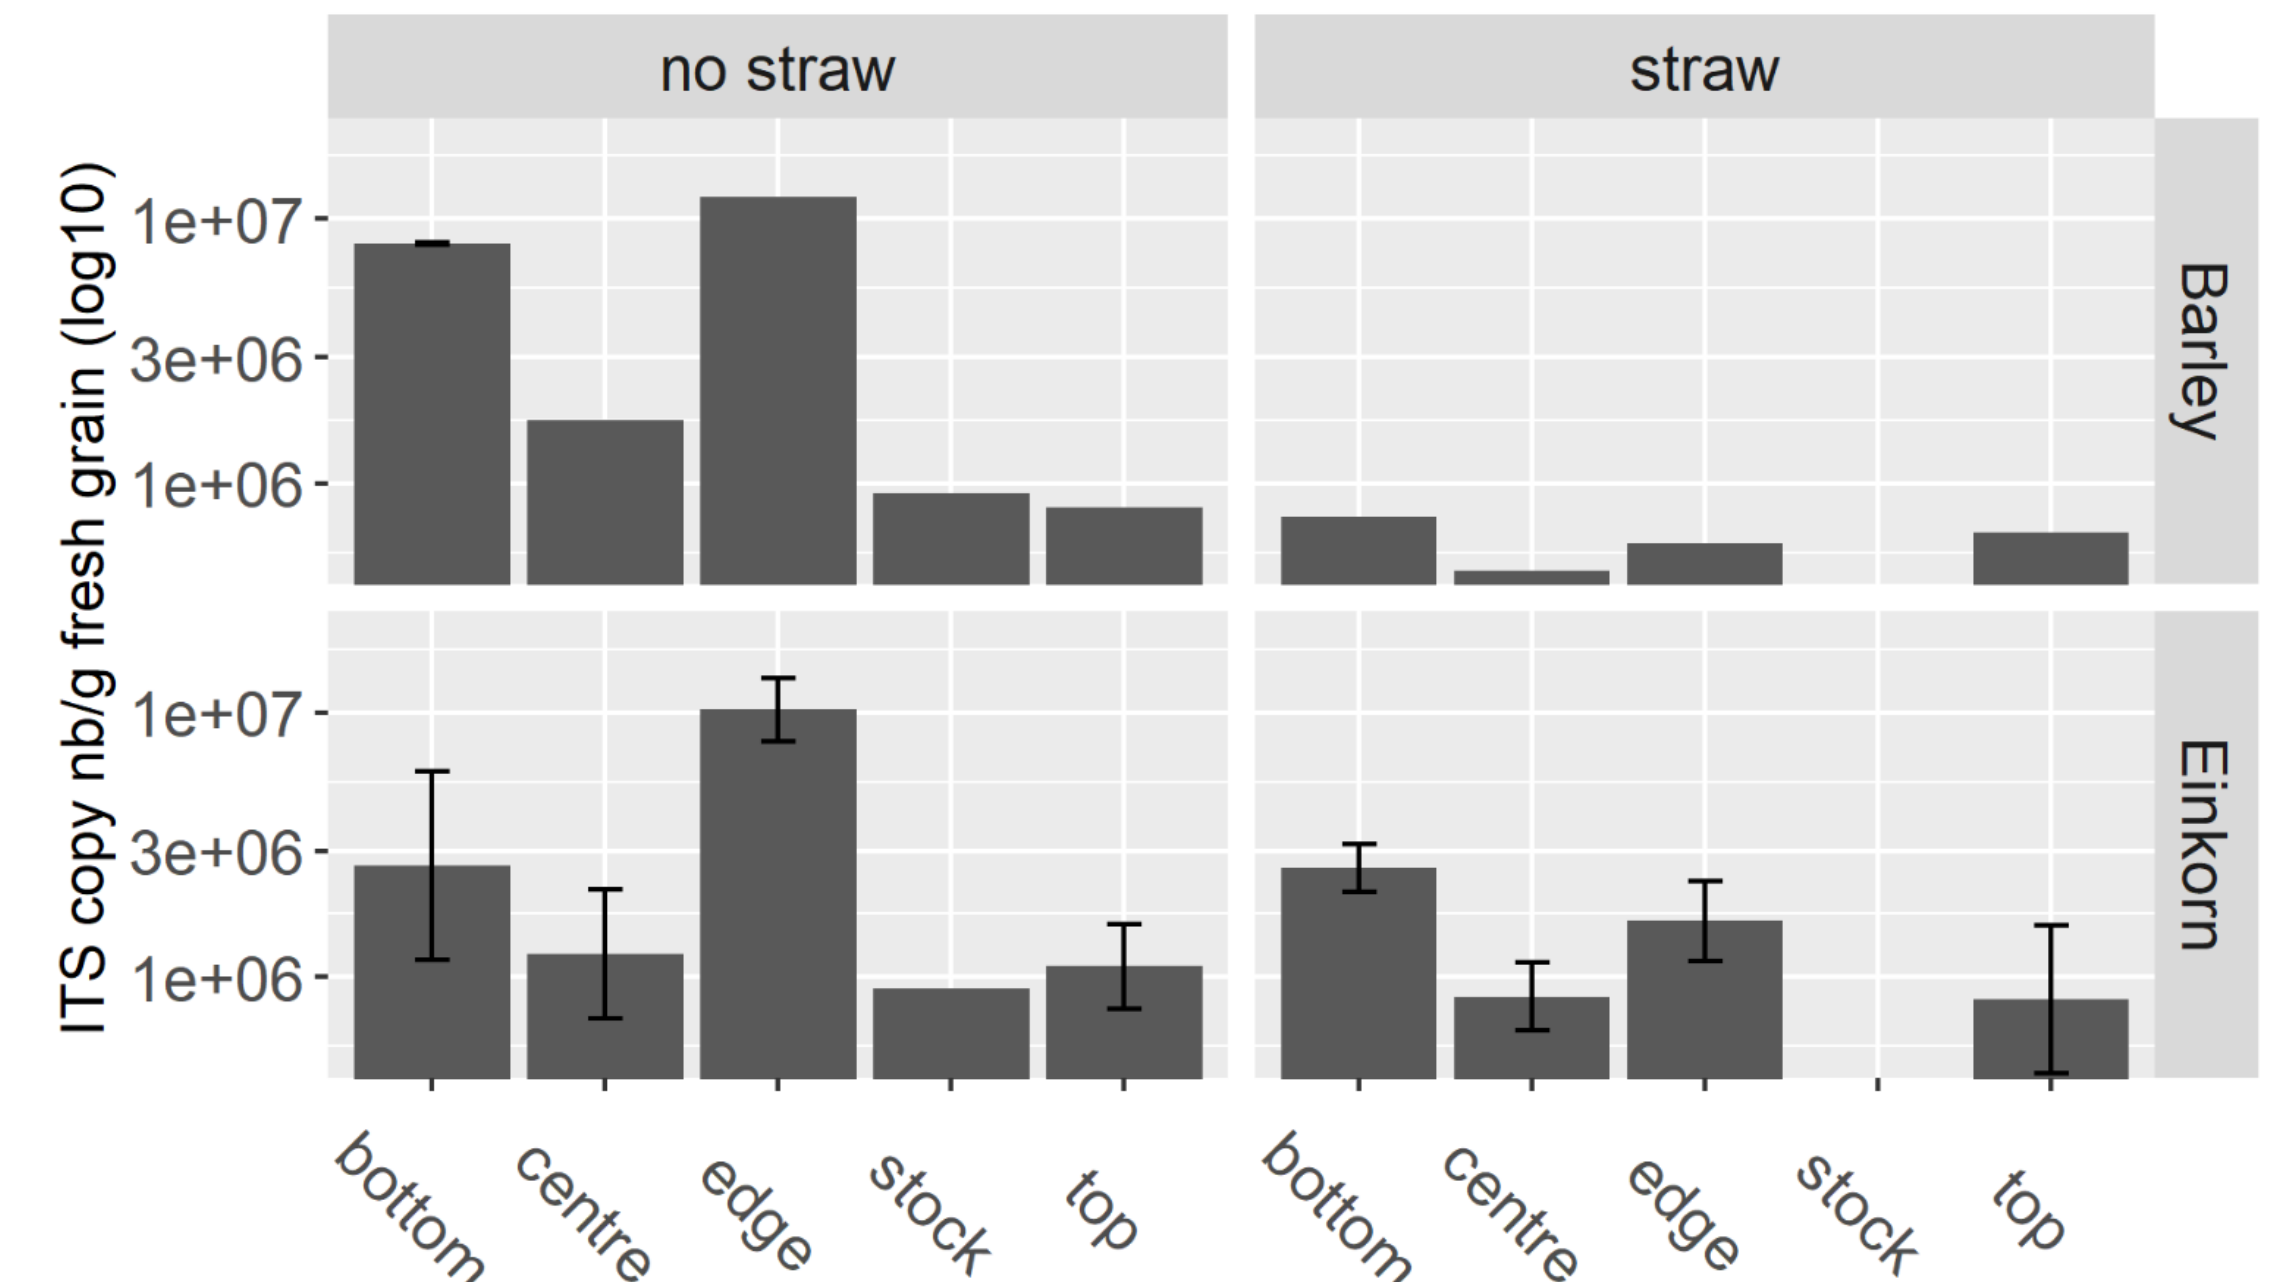 no straw
straw
ITS copy nb/g fresh grain (log10)
1e+07
3e+06
1e+06
Barley
1e+07
3e+06
1e+06
Einkorn
bottom
centre
edge
stock
top
bottom
centre
edge
stock
top